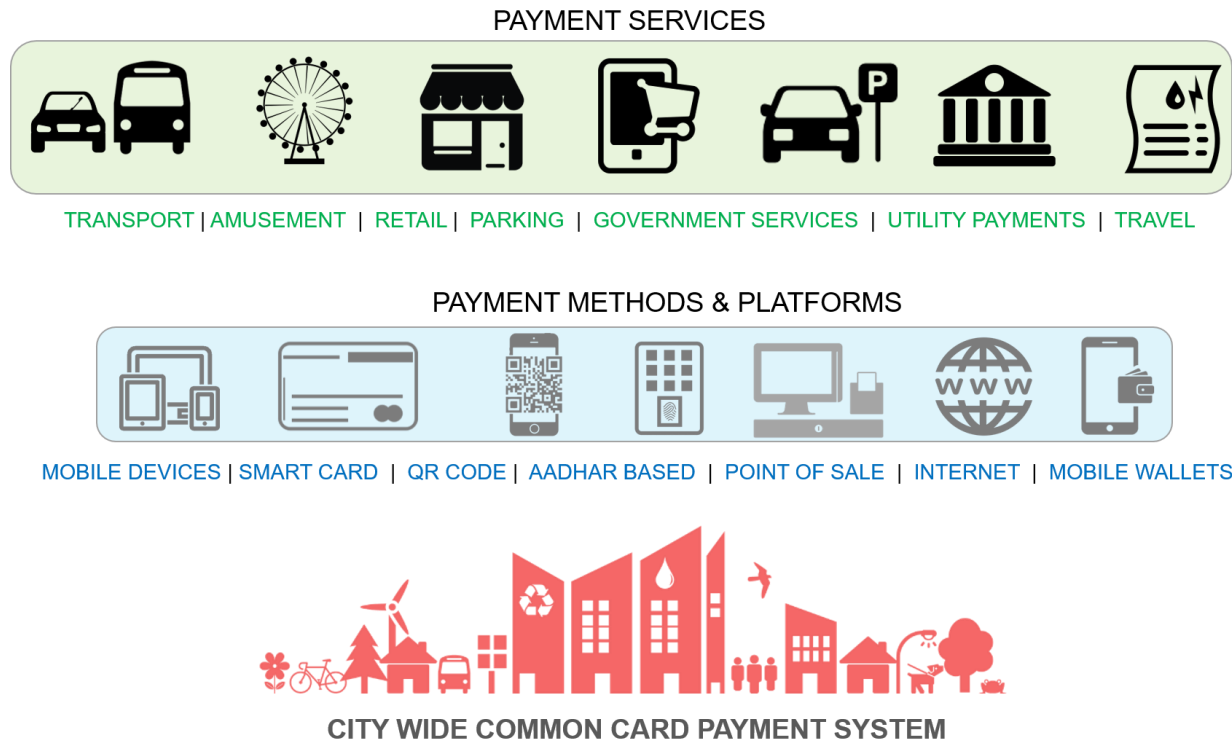 PAYMENT SERVICES
P
TRANSPORT | AMUSEMENT | RETAIL | PARKING | GOVERNMENT SERVICES | UTILITY PAYMENTS | TRAVEL
PAYMENT METHODS & PLATFORMS
WWW
MOBILE DEVICES | SMART CARD | QR CODE | AADHAR BASED | POINT OF SALE | INTERNET | MOBILE WALLETS
CITY WIDE COMMON CARD PAYMENT SYSTEM